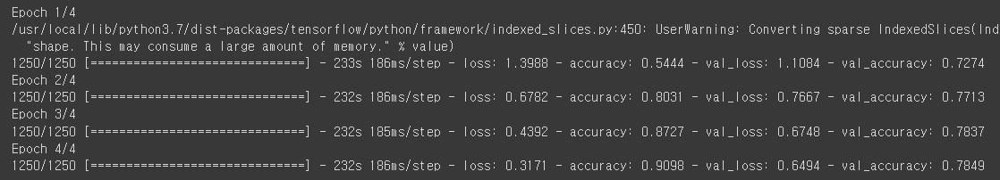 Epoch 1/4
/usr/local/lib/python3.7/dist-packages/tensorflow/python/framework/indexed_slices.py:450: UserWarning: Converting sparse IndexedSlices(Ind
"shape. This may consume a large amount of memory." % value)
1250/1250 [==============================] - 233s 186ms/step - loss: 1.3988 - accuracy: 0.5444 - val_loss: 1.1084 - val_accuracy: 0.7274
Epoch 2/4
1250/1250 [==============================] - 232s 186ms/step - loss: 0.6782 - accuracy: 0.8031 - val_loss: 0.7667 - val_accuracy: 0.7713
Epoch 3/4
1250/1250 [==============================] - 232s 185ms/step - loss: 0.4392 - accuracy: 0.8727 - val_loss: 0.6748 - val_accuracy: 0.7837
Epoch 4/4
1250/1250 [==============================] - 232s 186ms/step - loss: 0.3171 - accuracy: 0.9098 - val_loss: 0.6494 - val_accuracy: 0.7849